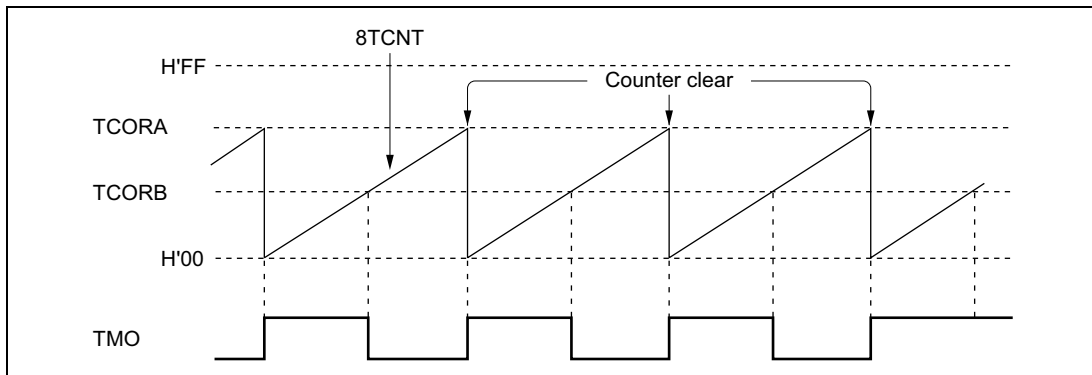 8TCNT
H'FF
Counter clear
TCORA
TCORB
H'00
TMO